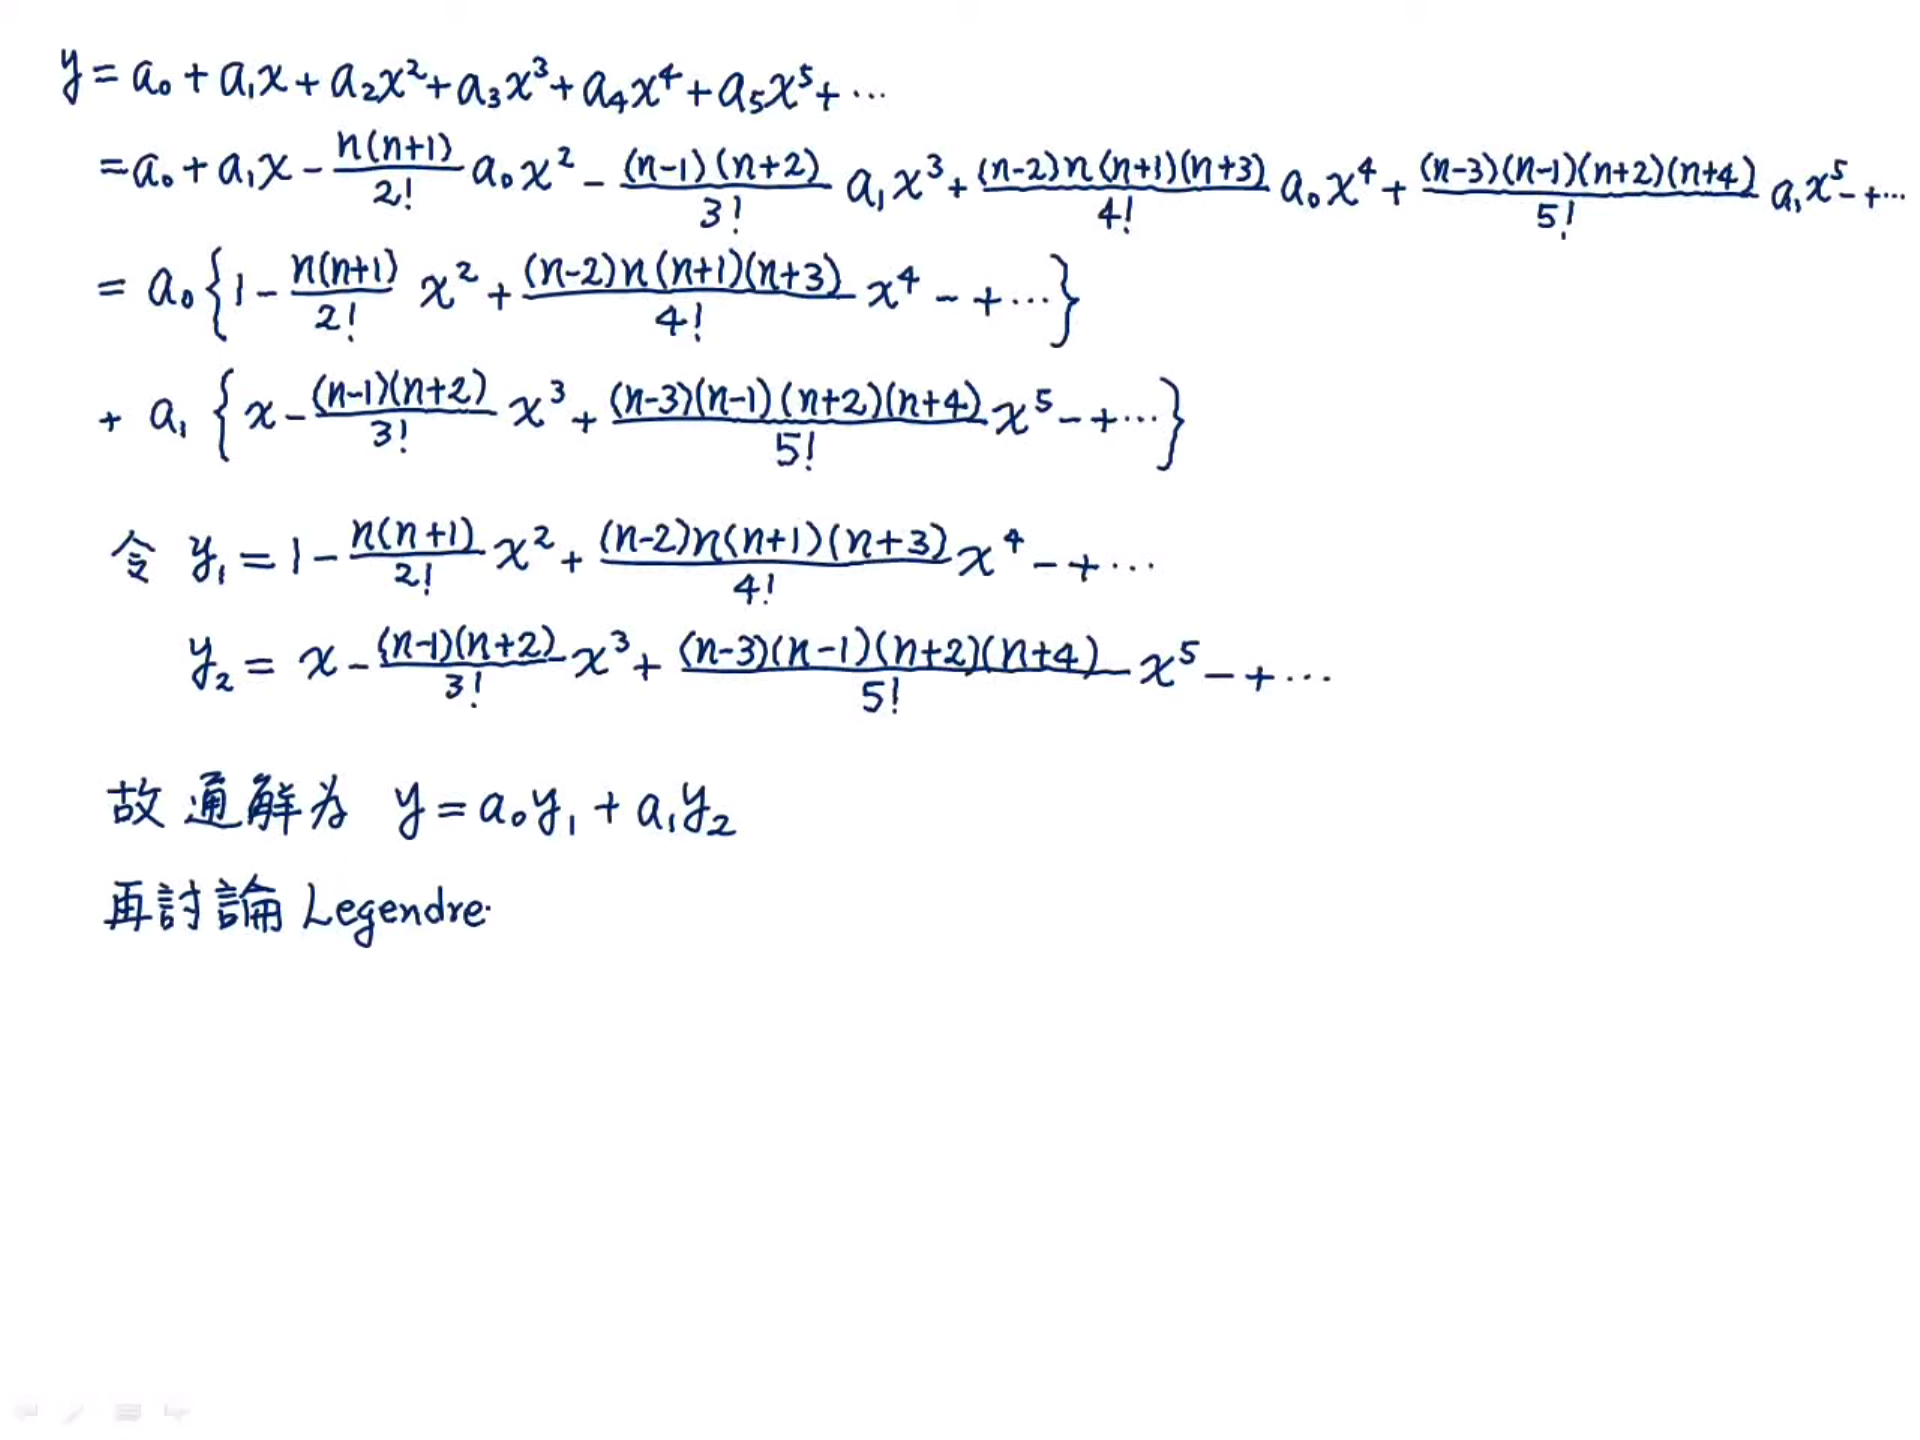 y = a₀ + a₁x + a₂x² + a₃x³ + a₄x⁴ + a₅x⁵ + ⋯
= a₀ + a₁x - n(n+1)/2! a₀x² - (n-1)(n+2)/3! a₁x³ + (n-2)n(n+1)(n+3)/4! a₀x⁴ + (n-3)(n-1)(n+2)(n+4)/5! a₁x⁵ - + ⋯
= a₀ {1 - n(n+1)/2! x² + (n-2)n(n+1)(n+3)/4! x⁴ - + ⋯}
+ a₁ {x - (n-1)(n+2)/3! x³ + (n-3)(n-1)(n+2)(n+4)/5! x⁵ - + ⋯}
令 y₁ = 1 - n(n+1)/2! x² + (n-2)n(n+1)(n+3)/4! x⁴ - + ⋯
y₂ = x - (n-1)(n+2)/3! x³ + (n-3)(n-1)(n+2)(n+4)/5! x⁵ - + ⋯
故通解为 y = a₀y₁ + a₁y₂
再討論 Legendre